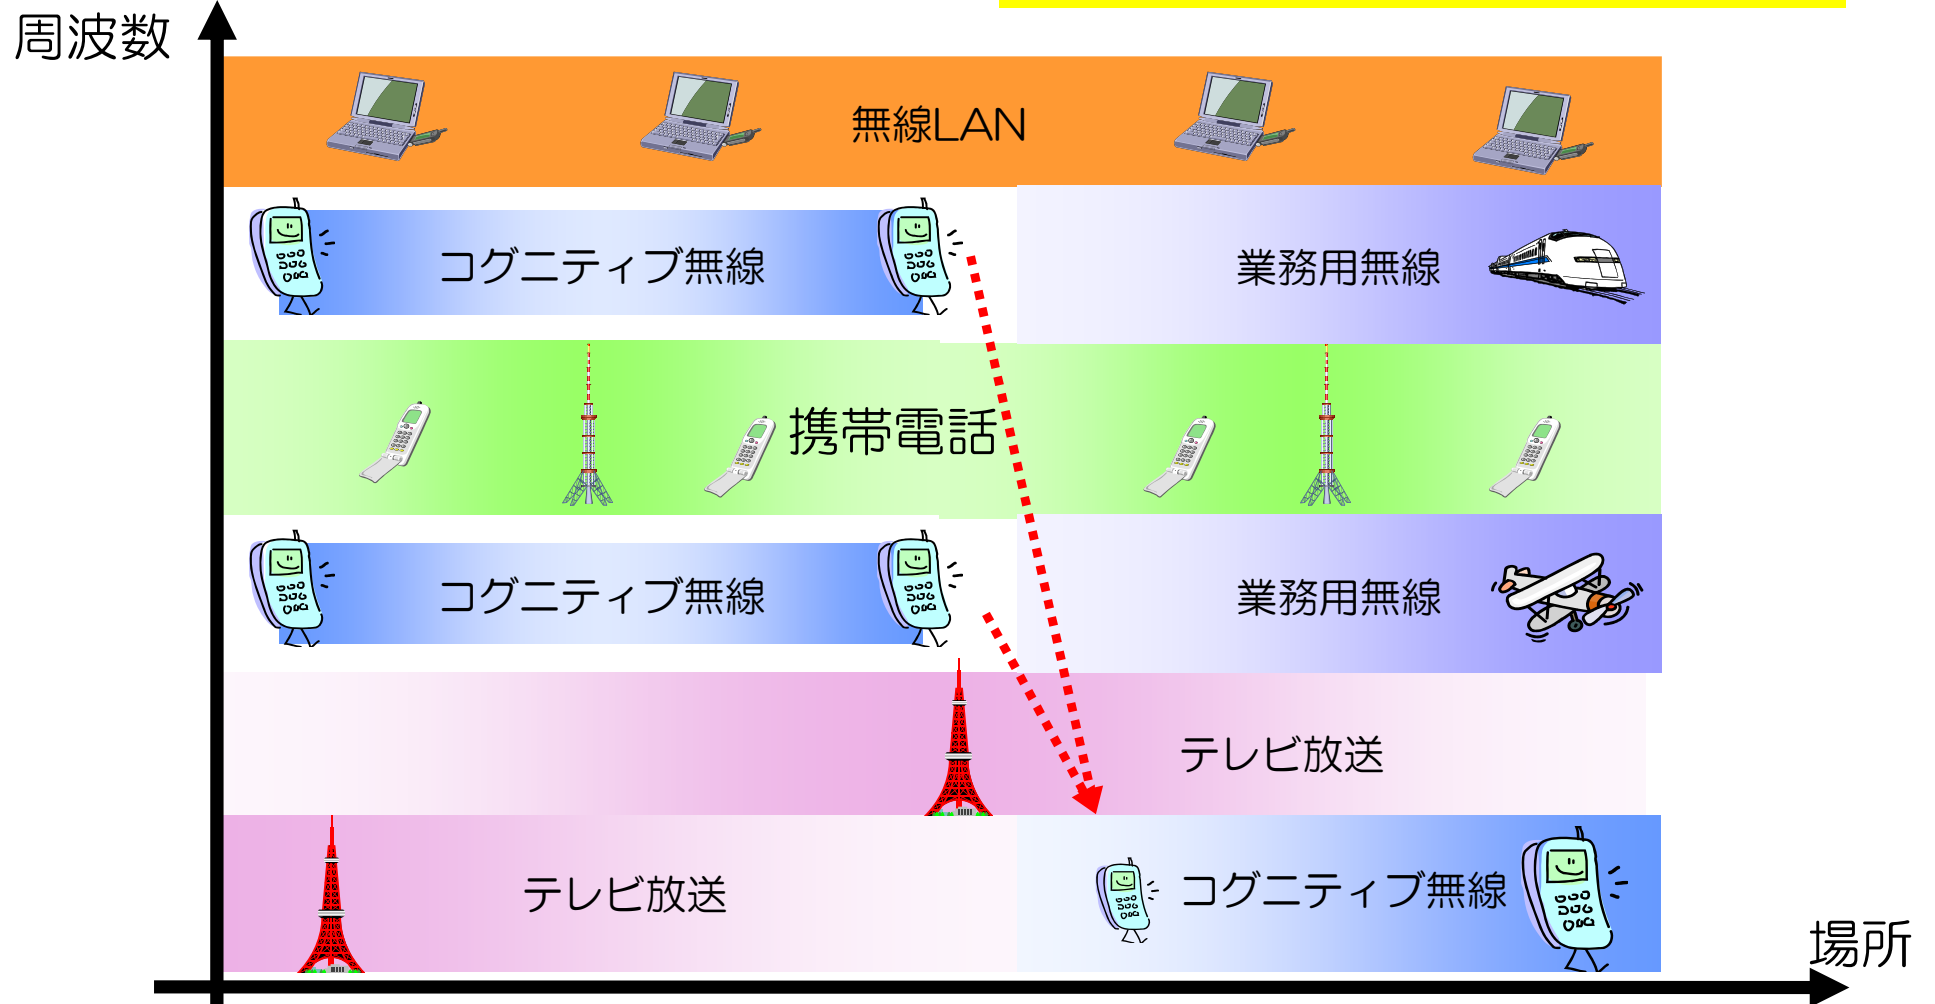 周波数
無線LAN
コグニティブ無線
業務用無線
携帯電話
コグニティブ無線
業務用無線
テレビ放送
テレビ放送
コグニティブ無線
場所